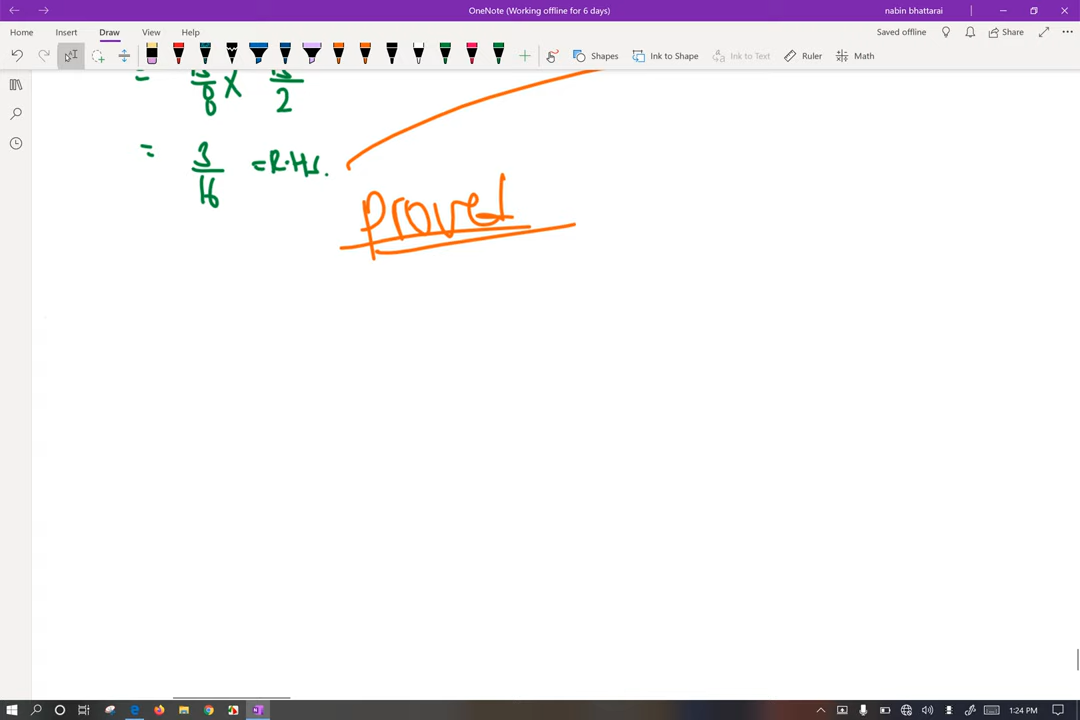 OneNote (Working offline for 6 days)
nabin bhattarai
Home Insert Draw View Help
Saved offline
Share
Shapes
Ink to Shape
Ink to Text
Ruler
Math
=
8 X
2
= 3
16
= R.H.S.
Proved
1:24 PM